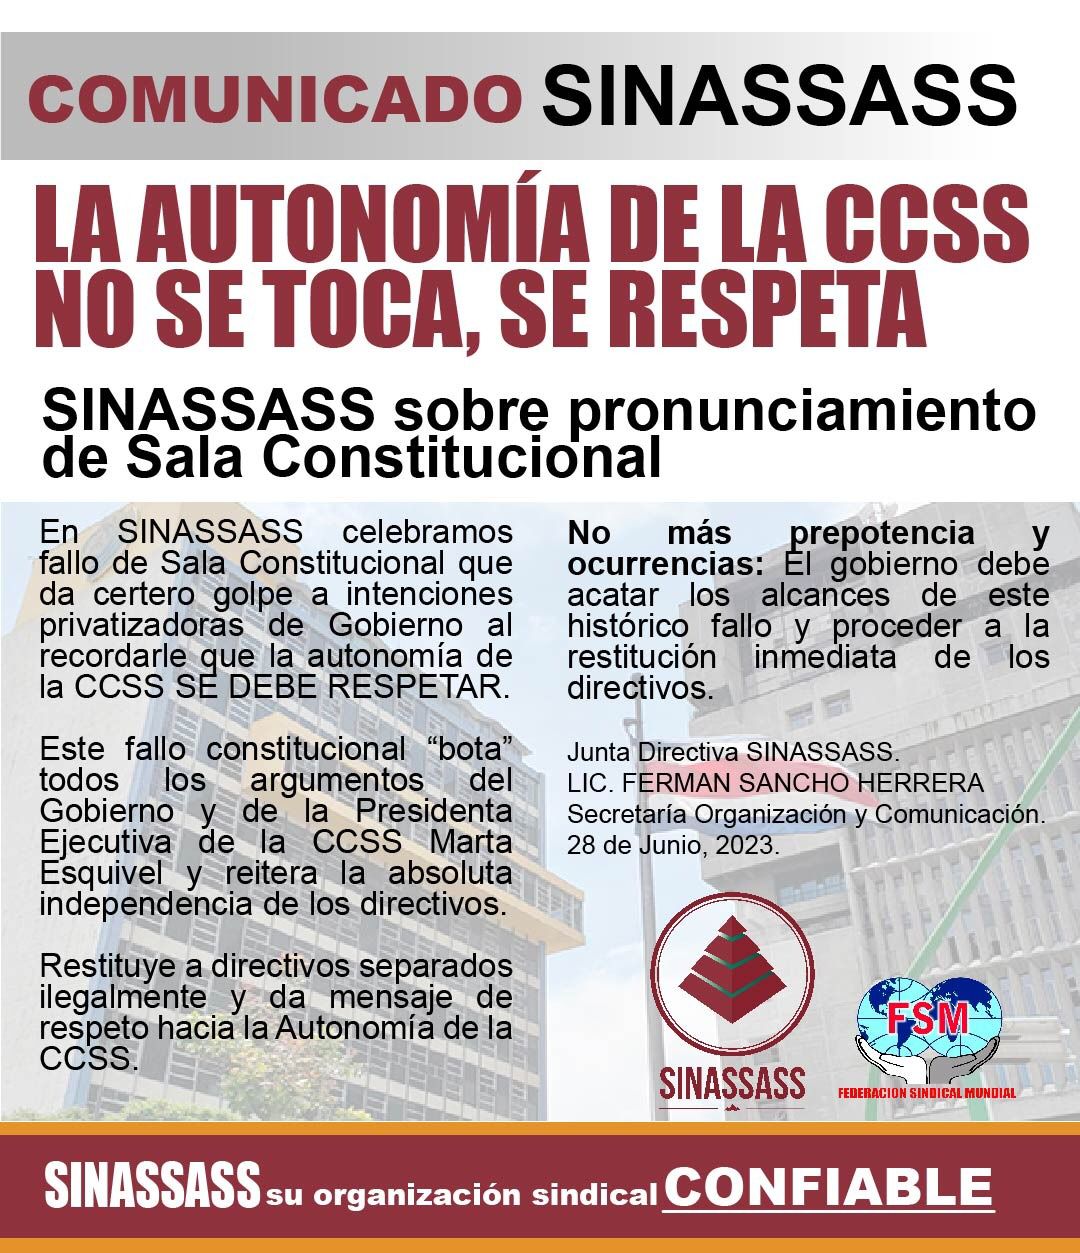 COMUNICADO SINASSASS
LA AUTONOMÍA DE LA CCSS
NO SE TOCA, SE RESPETA
SINASSASS sobre pronunciamiento
de Sala Constitucional
En SINASSASS celebramos
fallo de Sala Constitucional que
da certero golpe a intenciones
privatizadoras de Gobierno al
recordarle que la autonomía de
la CCSS SE DEBE RESPETAR.
Este fallo constitucional “bota”
todos los argumentos del
Gobierno y de la Presidenta
Ejecutiva de la CCSS Marta
Esquivel y reitera la absoluta
independencia de los directivos.
Restituye a directivos separados
ilegalmente y da mensaje de
respeto hacia la Autonomía de la
CCSS.
No más prepotencia y
ocurrencias: El gobierno debe
acatar los alcances de este
histórico fallo y proceder a la
restitución inmediata de los
directivos.
Junta Directiva SINASSASS.
LIC. FERMAN SANCHO HERRERA
Secretaría Organización y Comunicación.
28 de Junio, 2023.
SINASSASS
FSM
FEDERACION SINDICAL MUNDIAL
SINASSASS su organización sindical CONFIABLE